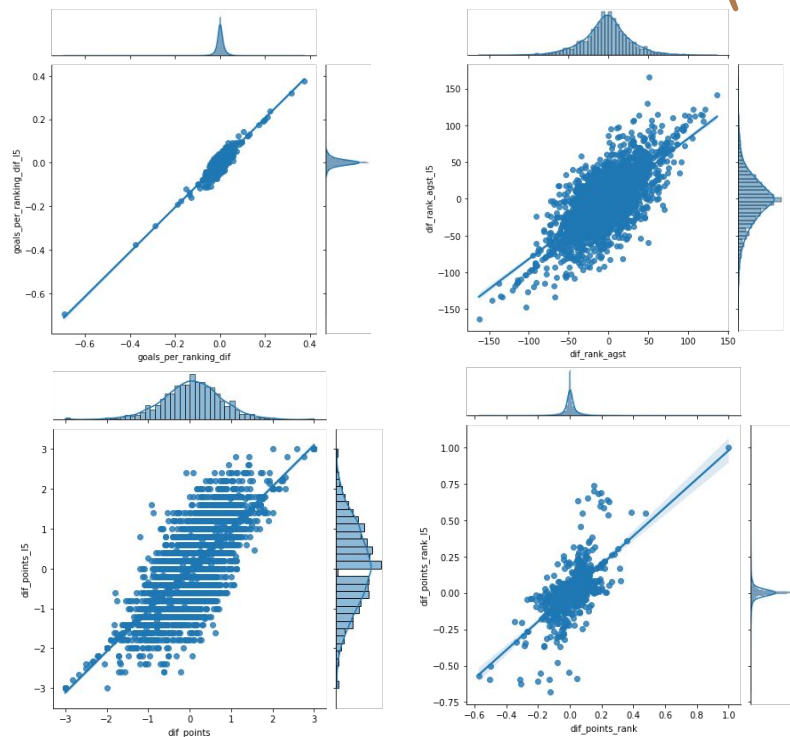 0.4
0.2
0.0
−0.2
−0.4
−0.6
goals_per_ranking_dif_l5
−0.6 −0.4 −0.2 0.0 0.2 0.4
goals_per_ranking_dif
150
100
50
0
−50
−100
−150
dif_rank_agst_l5
−150 −100 −50 0 50 100
dif_rank_agst
3
2
1
0
−1
−2
−3
dif_points_l5
−3 −2 −1 0 1 2 3
dif_points
1.00
0.75
0.50
0.25
0.00
−0.25
−0.50
−0.75
dif_points_rank_l5
−0.6 −0.4 −0.2 0.0 0.2 0.4 0.6 0.8 1.0
dif_points_rank